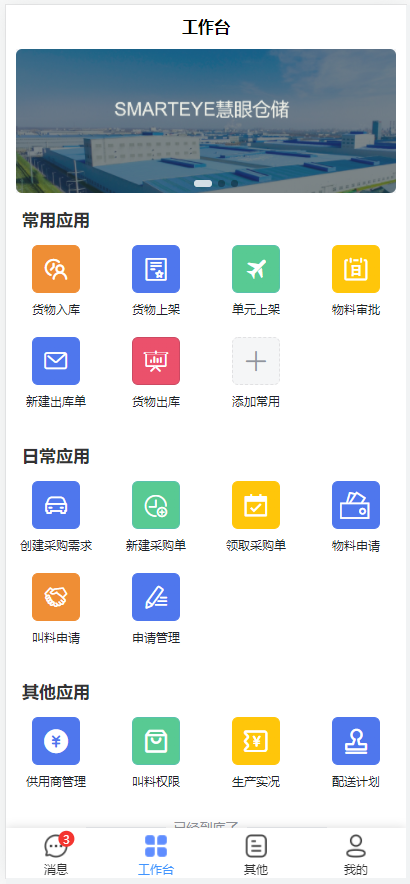 工作台
SMARTEYE慧眼仓储
常用应用
货物入库 货物上架 单元上架 物料审批
新建出库单 货物出库 添加常用
日常应用
创建采购需求 新建采购单 领取采购单 物料申请
叫料申请 申请管理
其他应用
供用商管理 叫料权限 生产实况 配送计划
已经到底了
3
消息 工作台 其他 我的